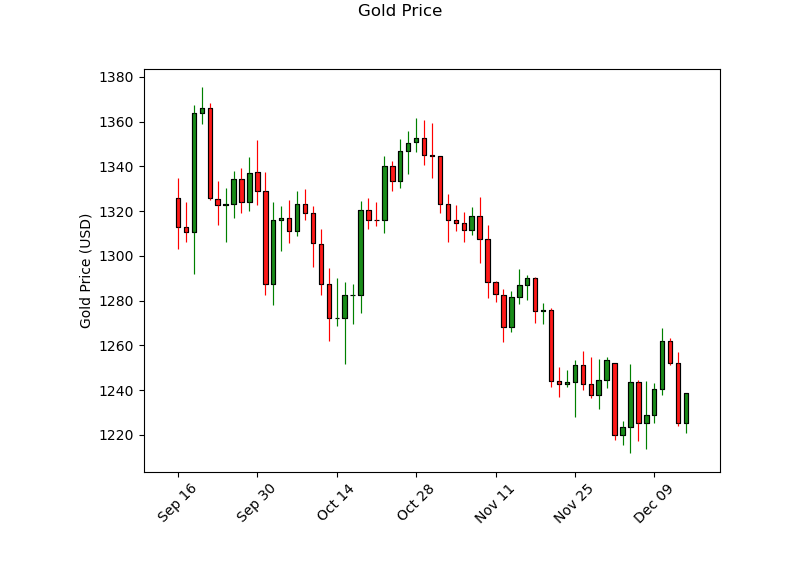 Gold Price
Gold Price (USD)
1380
1360
1340
1320
1300
1280
1260
1240
1220
Sep 16
Sep 30
Oct 14
Oct 28
Nov 11
Nov 25
Dec 09